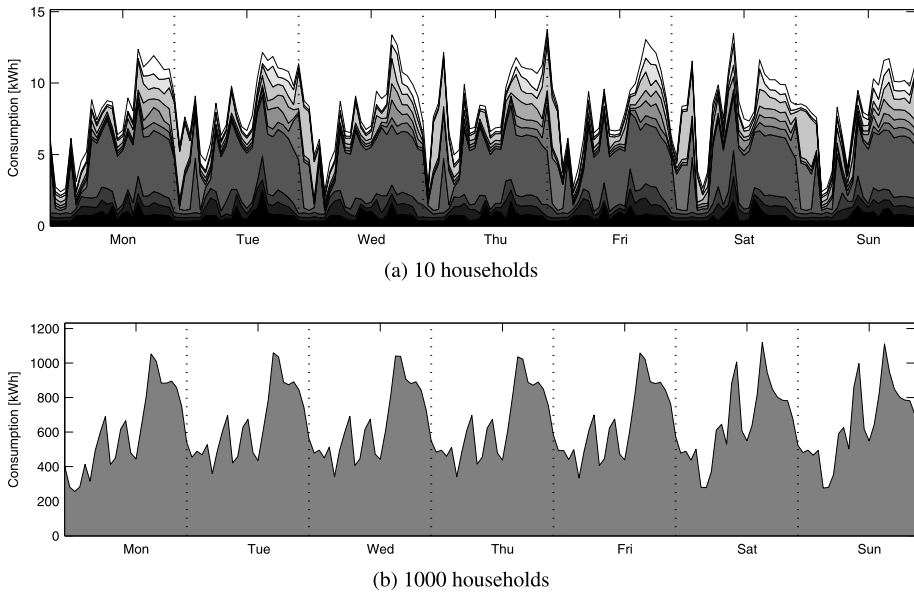 15
10
5
0
Consumption [kWh]
Mon Tue Wed Thu Fri Sat Sun
(a) 10 households
1200
1000
800
600
400
200
0
Consumption [kWh]
Mon Tue Wed Thu Fri Sat Sun
(b) 1000 households